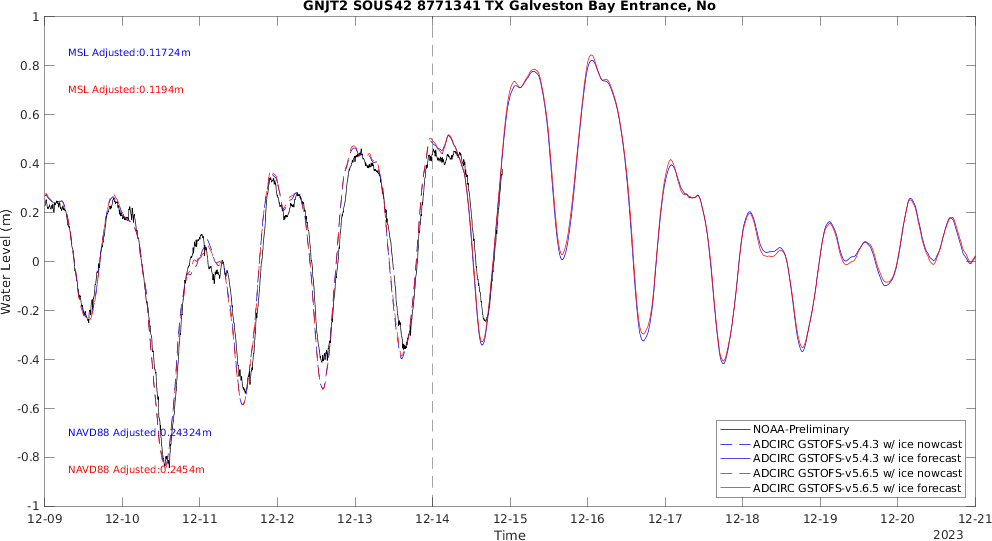 GNJT2 SOUS42 8771341 TX Galveston Bay Entrance, No
MSL Adjusted:0.11724m
MSL Adjusted:0.1194m
NAVD88 Adjusted:0.24324m
NAVD88 Adjusted:0.2454m
Water Level (m)
1
0.8
0.6
0.4
0.2
0
-0.2
-0.4
-0.6
-0.8
-1
NOAA-Preliminary
ADCIRC GSTOFS-v5.4.3 w/ ice nowcast
ADCIRC GSTOFS-v5.4.3 w/ ice forecast
ADCIRC GSTOFS-v5.6.5 w/ ice nowcast
ADCIRC GSTOFS-v5.6.5 w/ ice forecast
12-09 12-10 12-11 12-12 12-13 12-14 12-15 12-16 12-17 12-18 12-19 12-20 12-21
Time
2023